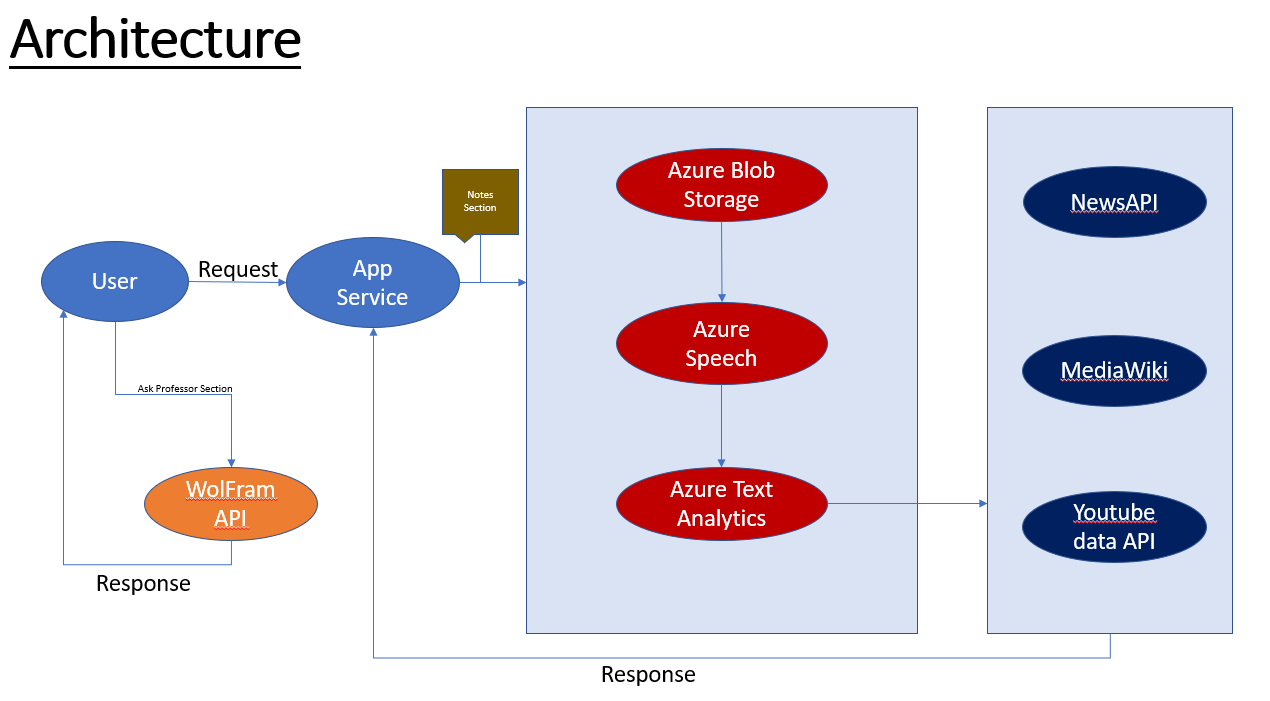 Architecture
Notes
Section
Azure Blob
Storage
NewsAPI
User
Request
App
Service
Azure
Speech
MediaWiki
Ask Professor Section
WolFram
API
Azure Text
Analytics
Youtube
data API
Response
Response